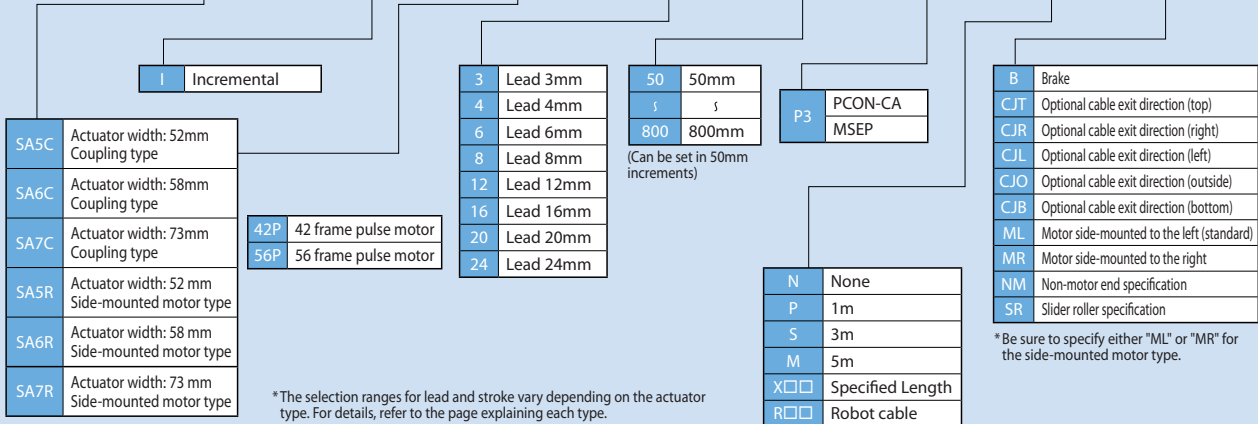 I Incremental
SA5C Actuator width: 52mm
Coupling type
SA6C Actuator width: 58mm
Coupling type
SA7C Actuator width: 73mm
Coupling type
SA5R Actuator width: 52 mm
Side-mounted motor type
SA6R Actuator width: 58 mm
Side-mounted motor type
SA7R Actuator width: 73 mm
Side-mounted motor type
42P 42 frame pulse motor
56P 56 frame pulse motor
3 Lead 3mm
4 Lead 4mm
6 Lead 6mm
8 Lead 8mm
12 Lead 12mm
16 Lead 16mm
20 Lead 20mm
24 Lead 24mm
50 50mm
≀ ≀
800 800mm
(Can be set in 50mm
increments)
P3 PCON-CA
MSEP
N None
P 1m
S 3m
M 5m
X□□ Specified Length
R□□ Robot cable
B Brake
CJT Optional cable exit direction (top)
CJR Optional cable exit direction (right)
CJL Optional cable exit direction (left)
CJO Optional cable exit direction (outside)
CJB Optional cable exit direction (bottom)
ML Motor side-mounted to the left (standard)
MR Motor side-mounted to the right
NM Non-motor end specification
SR Slider roller specification
* Be sure to specify either "ML" or "MR" for
the side-mounted motor type.
* The selection ranges for lead and stroke vary depending on the actuator
type. For details, refer to the page explaining each type.